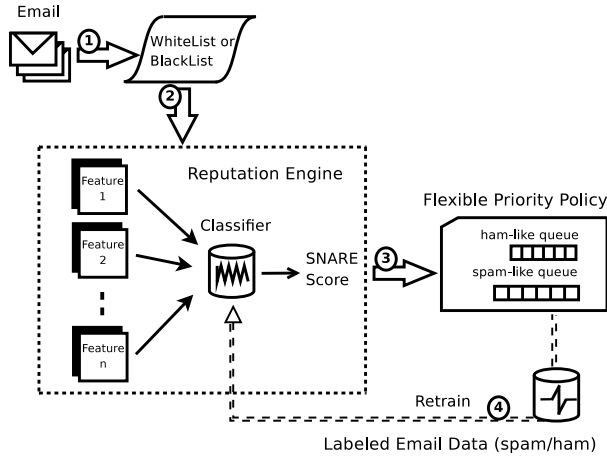 Email
1
WhiteList or
BlackList
2
Reputation Engine
Feature
1
Feature
2
Feature
n
Classifier
SNARE
Score
3
Flexible Priority Policy
ham-like queue
spam-like queue
Retrain
4
Labeled Email Data (spam/ham)